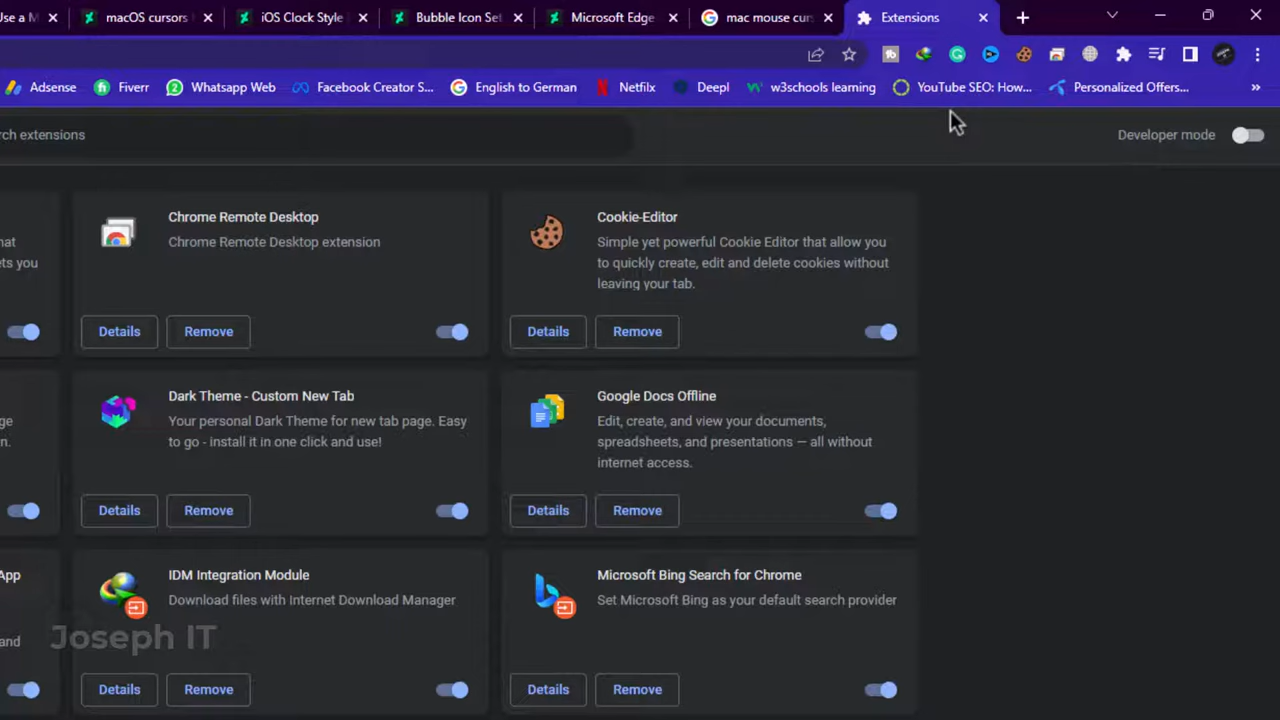 Use a M
macOS cursors
iOS Clock Style
Bubble Icon Set
Microsoft Edge
mac mouse curs
Extensions
Adsense
Fiverr
Whatsapp Web
Facebook Creator S...
English to German
Netflix
Deepl
w3schools learning
YouTube SEO: How...
Personalized Offers...
»
rch extensions
Developer mode
hat
ets you
Chrome Remote Desktop
Chrome Remote Desktop extension
Details
Remove
Cookie-Editor
Simple yet powerful Cookie Editor that allow you
to quickly create, edit and delete cookies without
leaving your tab.
Details
Remove
ge
n.
Dark Theme - Custom New Tab
Your personal Dark Theme for new tab page. Easy
to go - install it in one click and use!
Details
Remove
Google Docs Offline
Edit, create, and view your documents,
spreadsheets, and presentations — all without
internet access.
Details
Remove
App
and
IDM Integration Module
Download files with Internet Download Manager
Details
Remove
Microsoft Bing Search for Chrome
Set Microsoft Bing as your default search provider
Details
Remove
Joseph IT